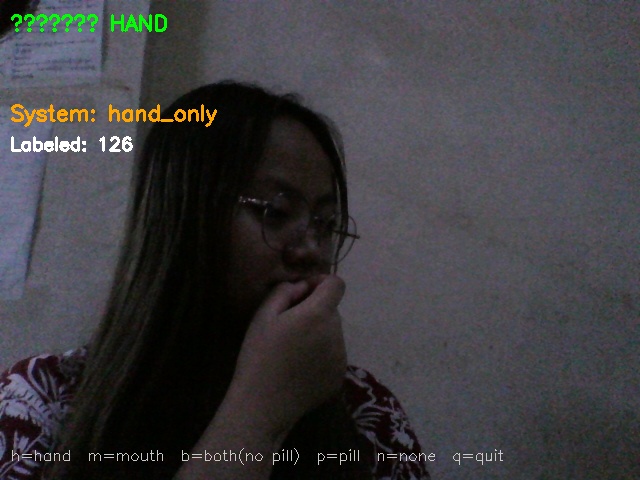 ??????? HAND
System: hand_only
Labeled: 126
h=hand m=mouth b=both(no pill) p=pill n=none q=quit